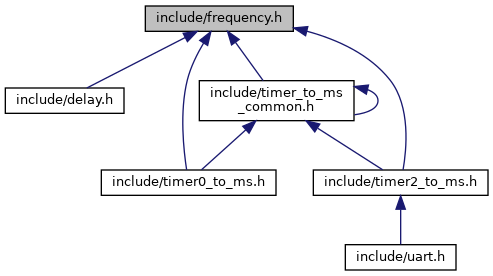 include/frequency.h
include/delay.h
include/timer_to_ms
_common.h
include/timer0_to_ms.h
include/timer2_to_ms.h
include/uart.h